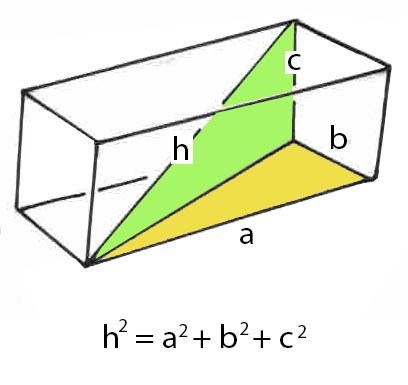 c
b
h
a
h² = a² + b² + c²